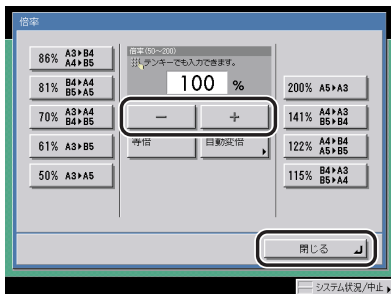 倍率
86% A3▶B4
A4▶B5
81% B4▶A4
B5▶A5
70% A3▶A4
B4▶B5
61% A3▶B5
50% A3▶A5
倍率(50~200)
テンキーでも入力できます。
100 %
－ ＋
等倍 自動変倍
200% A5▶A3
141% A4▶A3
B5▶B4
122% A4▶B4
A5▶B5
115% B4▶A3
B5▶A4
閉じる
システム状況/中止